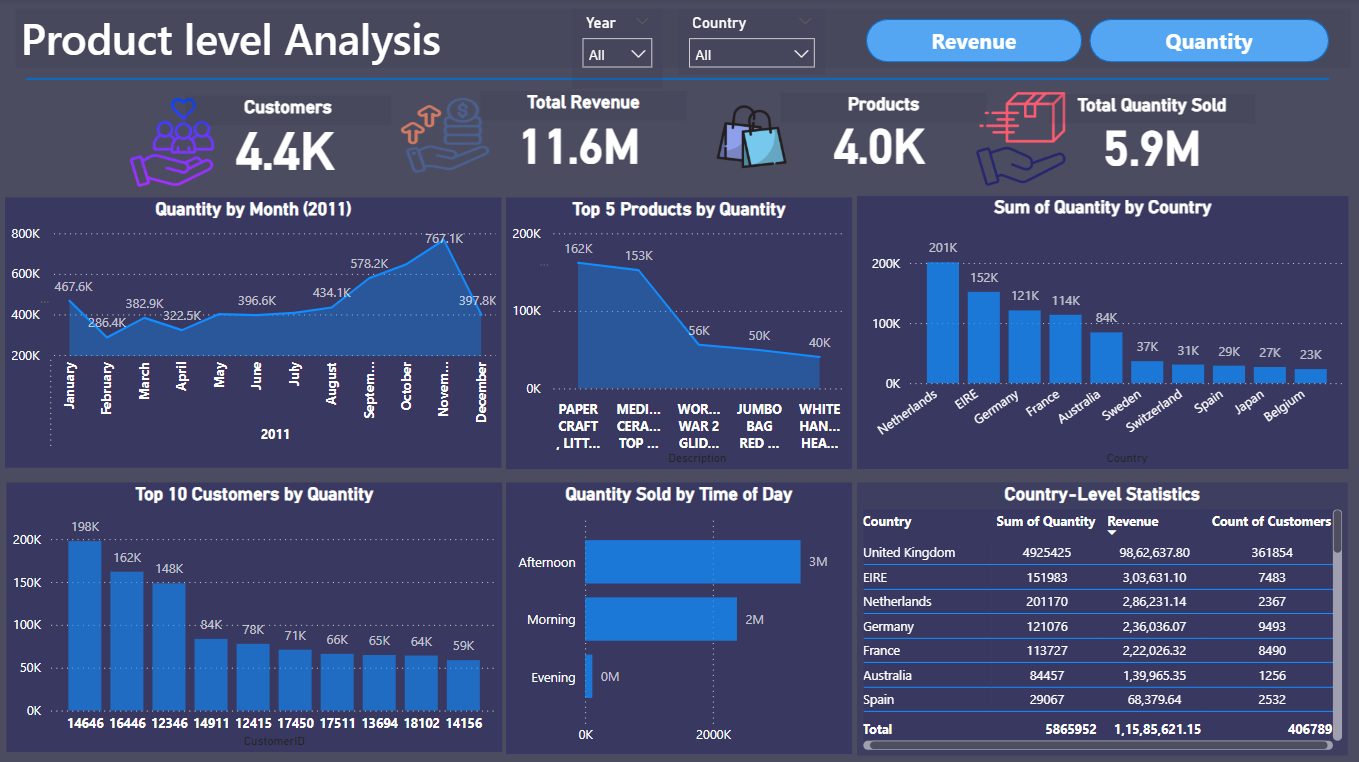 Product level Analysis
Year
All
Country
All
Revenue
Quantity
Customers
4.4K
Total Revenue
11.6M
Products
4.0K
Total Quantity Sold
5.9M
Quantity by Month (2011)
800K
600K
400K
200K
467.6K
286.4K
382.9K
322.5K
396.6K
434.1K
578.2K
767.1K
397.8K
January
February
March
April
May
June
July
August
Septem...
October
Novem...
December
2011
Top 5 Products by Quantity
200K
100K
0K
162K
153K
56K
50K
40K
PAPER CRAFT , LITT...
MEDI... CERA... TOP ...
WOR... WAR 2 GLID...
JUMBO BAG RED ...
WHITE HAN... HEA...
Description
Sum of Quantity by Country
200K
100K
0K
201K
152K
121K
114K
84K
37K
31K
29K
27K
23K
Netherlands
EIRE
Germany
France
Australia
Sweden
Switzerland
Spain
Japan
Belgium
Country
Top 10 Customers by Quantity
200K
150K
100K
50K
0K
198K
162K
148K
84K
78K
71K
66K
65K
64K
59K
14646 16446 12346 14911 12415 17450 17511 13694 18102 14156
CustomerID
Quantity Sold by Time of Day
Afternoon
3M
Morning
2M
Evening
0M
0K
2000K
Country-Level Statistics
Country Sum of Quantity Revenue Count of Customers
United Kingdom 4925425 98,62,637.80 361854
EIRE 151983 3,03,631.10 7483
Netherlands 201170 2,86,231.14 2367
Germany 121076 2,36,036.07 9493
France 113727 2,22,026.32 8490
Australia 84457 1,39,965.35 1256
Spain 29067 68,379.64 2532
Total 5865952 1,15,85,621.15 406789